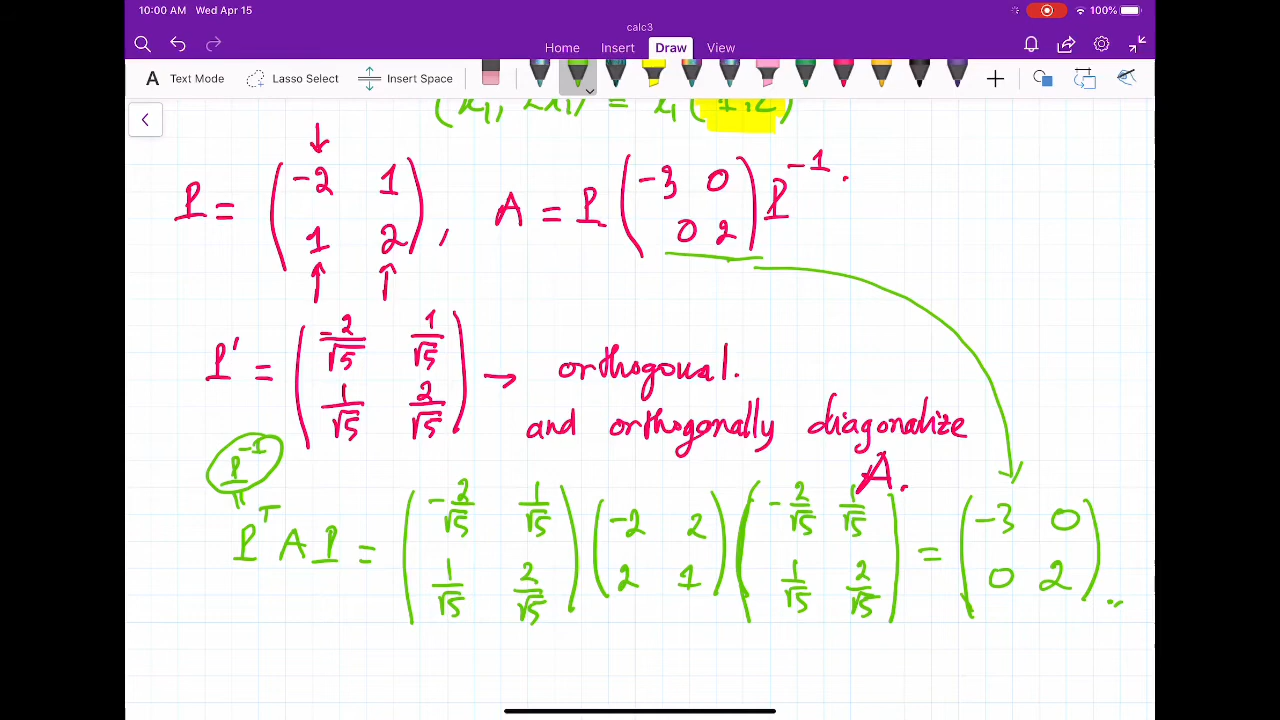 10:00 AM Wed Apr 15 100%
calc3
Home Insert Draw View
A Text Mode Lasso Select Insert Space
P = ( -2 1 ; 1 2 ), A = P ( -3 0 ; 0 2 ) P^-1.
P' = ( -2/√5 1/√5 ; 1/√5 2/√5 ) → orthogonal.
and orthogonally diagonalize A.
P^-1
P^T A P = ( -2/√5 1/√5 ; 1/√5 2/√5 ) ( -2 2 ; 2 1 ) ( -2/√5 1/√5 ; 1/√5 2/√5 ) = ( -3 0 ; 0 2 ) ..